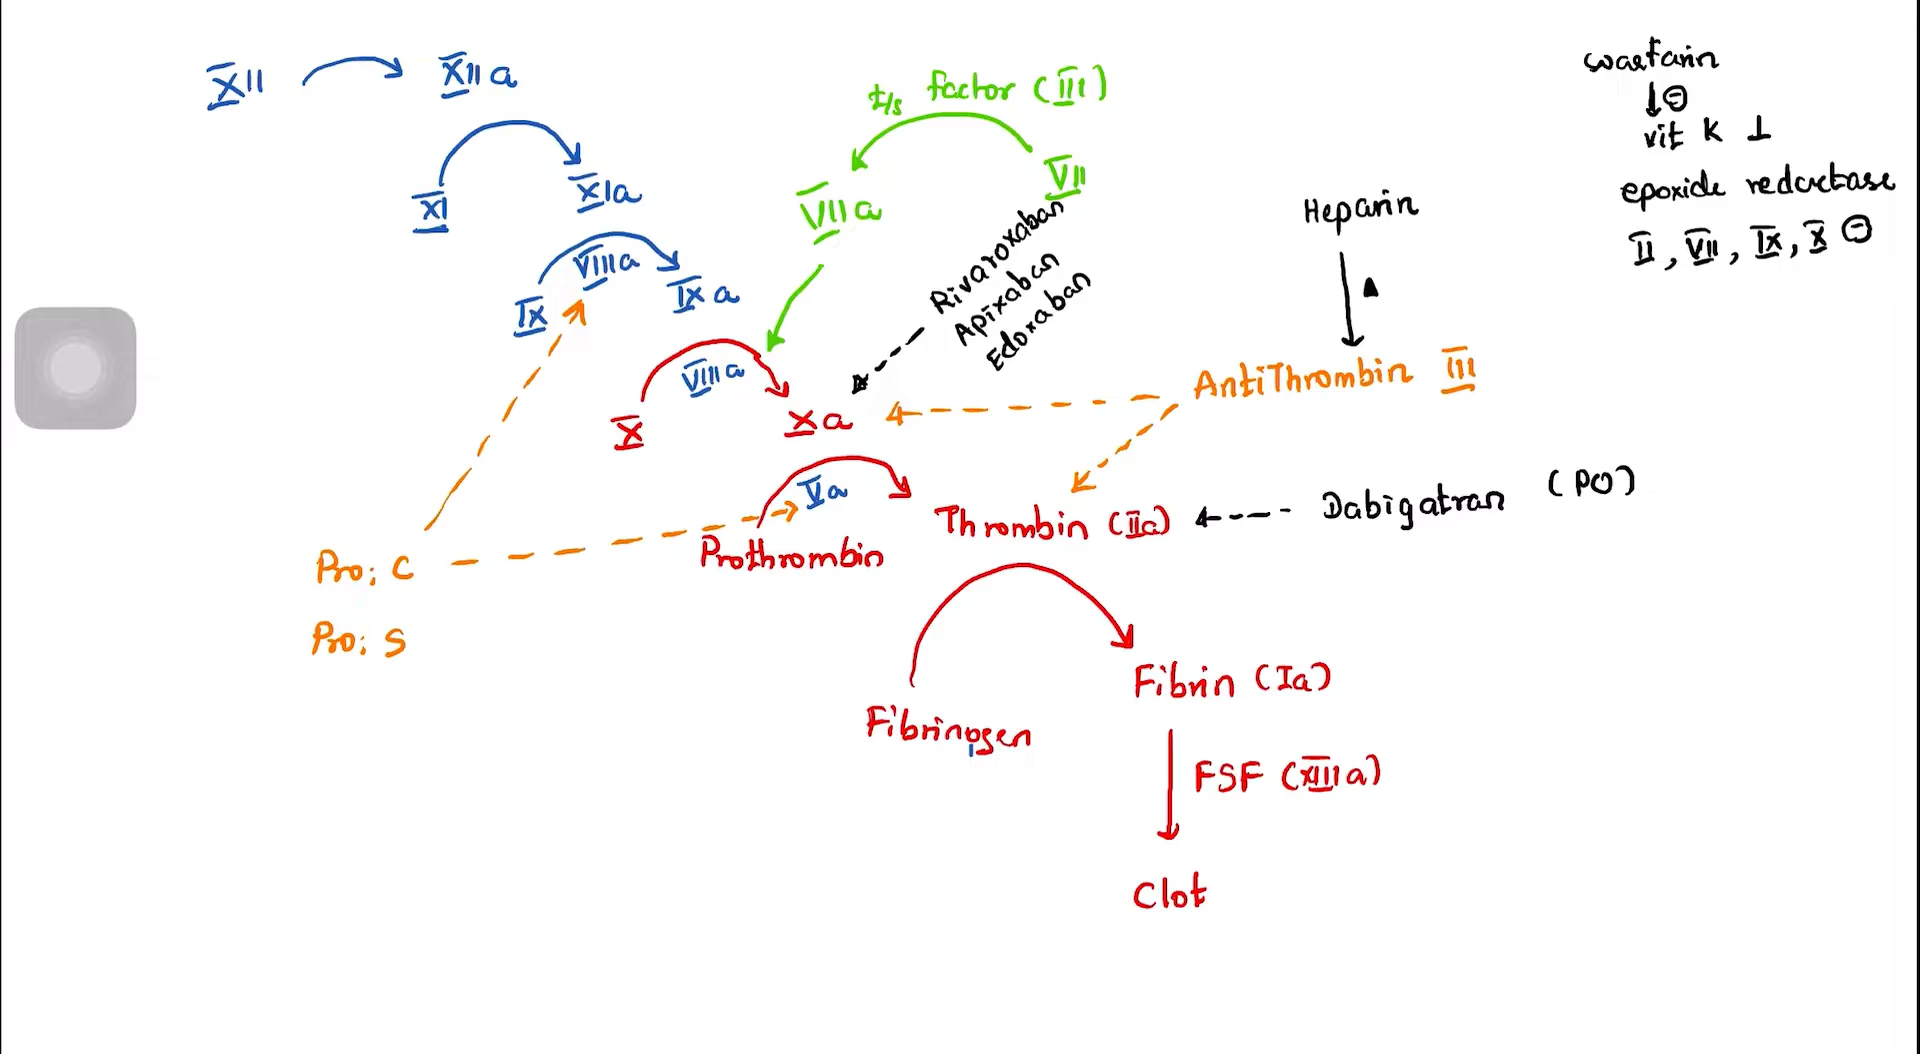 XII
XIIa
t/s factor (III)
warfarin
⊖
vit K ⊥
epoxide reductase
II, VII, IX, X ⊖
XI
XIa
VIIa
VII
Heparin
IX
VIIIa
IXa
Rivaroxaban
Apixaban
Edoxaban
X
VIIIa
Xa
AntiThrombin III
Va
Prothrombin
Thrombin (IIa)
Dabigatran (PO)
Pro: C
Pro: S
Fibrinogen
Fibrin (Ia)
FSF (XIIIa)
Clot